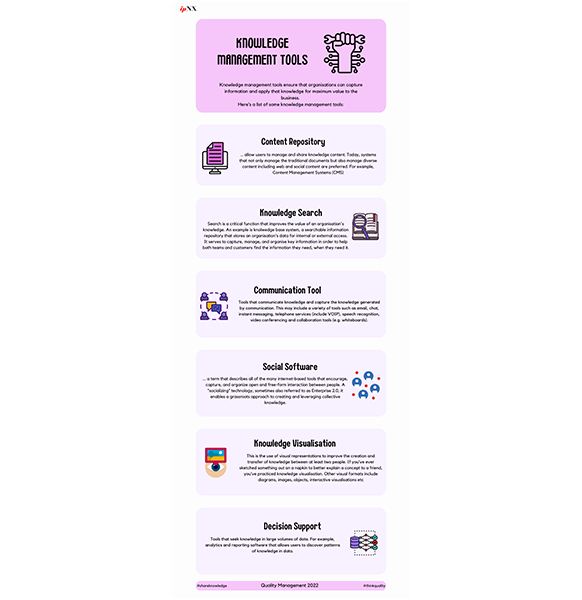 ipNX
KNOWLEDGE
MANAGEMENT TOOLS
Knowledge management tools ensure that organisations can capture
information and apply that knowledge for maximum value to the
business.
Here's a list of some knowledge management tools:
Content Repository
... allow users to manage and share knowledge content. Today, systems
that not only manage the traditional documents but also manage diverse
content including web and social content are preferred. For example,
Content Management Systems (CMS)
Knowledge Search
Search is a critical function that improves the value of an organisation's
knowledge. An example is knolwedge base system, a searchable information
repository that stores an organisation's data for internal or external access.
It serves to capture, manage, and organise key information in order to help
both teams and customers find the information they need, when they need it.
Communication Tool
Tools that communicate knowledge and capture the knowledge generated
by communication. This may include a variety of tools such as email, chat,
instant messaging, telephone services (include VOIP), speech recognition,
video conferencing and collaboration tools (e.g. whiteboards).
Social Software
... a term that describes all of the many internet-based tools that encourage,
capture, and organize open and free-form interaction between people. A
"socializing" technology, sometimes also referred to as Enterprise 2.0, it
enables a grassroots approach to creating and leveraging collective
knowledge.
Knowledge Visualisation
This is the use of visual representations to improve the creation and
transfer of knowledge between at least two people. If you've ever
sketched something out on a napkin to better explain a concept to a friend,
you've practiced knowledge visualisation. Other visual formats include
diagrams, images, objects, interactive visualisations etc
Decision Support
Tools that seek knowledge in large volumes of data. For example,
analytics and reporting software that allows users to discover patterns
of knowledge in data.
#shareknowledge Quality Management 2022 #thinkquality